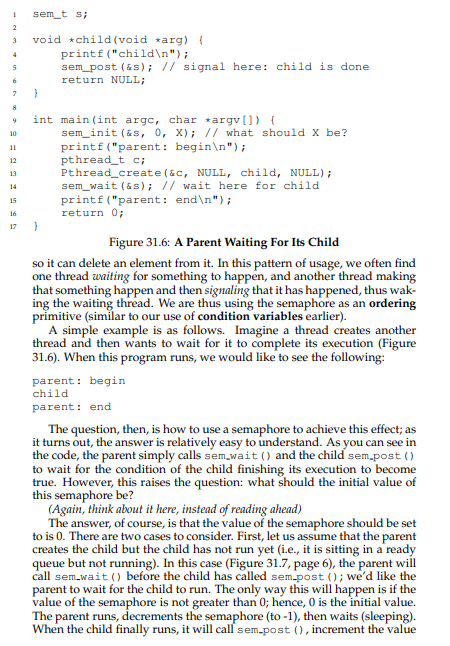 1 sem_t s;
2
3 void *child(void *arg) {
4 printf("child\n");
5 sem_post(&s); // signal here: child is done
6 return NULL;
7 }
8
9 int main(int argc, char *argv[]) {
10 sem_init(&s, 0, X); // what should X be?
11 printf("parent: begin\n");
12 pthread_t c;
13 Pthread_create(&c, NULL, child, NULL);
14 sem_wait(&s); // wait here for child
15 printf("parent: end\n");
16 return 0;
17 }
Figure 31.6: A Parent Waiting For Its Child
so it can delete an element from it. In this pattern of usage, we often find
one thread waiting for something to happen, and another thread making
that something happen and then signaling that it has happened, thus wak-
ing the waiting thread. We are thus using the semaphore as an ordering
primitive (similar to our use of condition variables earlier).
A simple example is as follows. Imagine a thread creates another
thread and then wants to wait for it to complete its execution (Figure
31.6). When this program runs, we would like to see the following:
parent: begin
child
parent: end
The question, then, is how to use a semaphore to achieve this effect; as
it turns out, the answer is relatively easy to understand. As you can see in
the code, the parent simply calls sem_wait() and the child sem_post()
to wait for the condition of the child finishing its execution to become
true. However, this raises the question: what should the initial value of
this semaphore be?
(Again, think about it here, instead of reading ahead)
The answer, of course, is that the value of the semaphore should be set
to is 0. There are two cases to consider. First, let us assume that the parent
creates the child but the child has not run yet (i.e., it is sitting in a ready
queue but not running). In this case (Figure 31.7, page 6), the parent will
call sem_wait() before the child has called sem_post(); we'd like the
parent to wait for the child to run. The only way this will happen is if the
value of the semaphore is not greater than 0; hence, 0 is the initial value.
The parent runs, decrements the semaphore (to -1), then waits (sleeping).
When the child finally runs, it will call sem_post(), increment the value